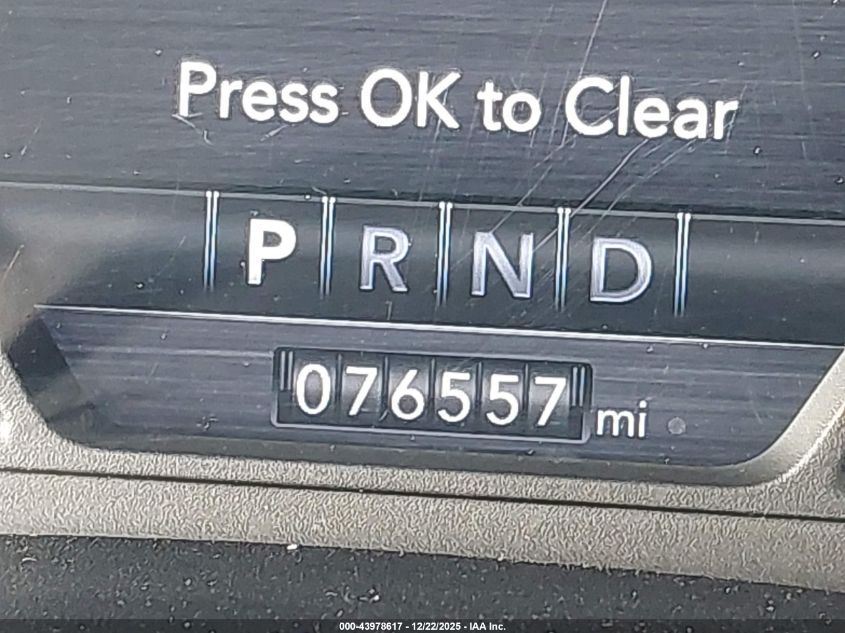 Press OK to Clear
P R N D
076557 mi
000-43978617 - 12/22/2025 - IAA Inc.